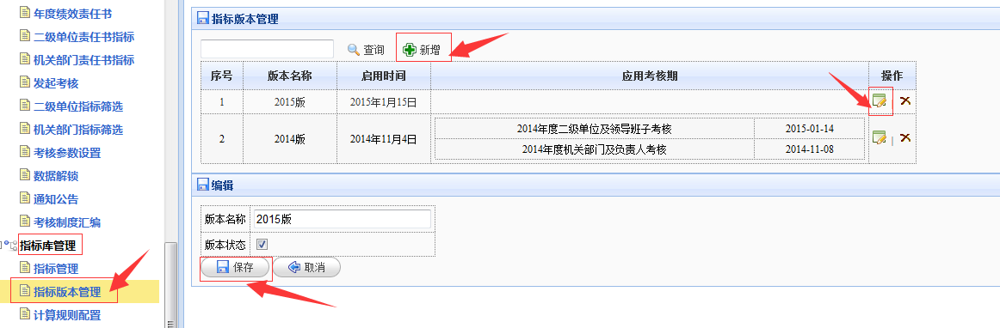 年度绩效责任书
二级单位责任书指标
机关部门责任书指标
发起考核
二级单位指标筛选
机关部门指标筛选
考核参数设置
数据解锁
通知公告
考核制度汇编
指标库管理
指标管理
指标版本管理
计算规则配置
指标版本管理
查询 新增
序号 版本名称 启用时间 应用考核期 操作
1 2015版 2015年1月15日 |
2 2014版 2014年11月4日 |
2014年度二级单位及领导班子考核 2015-01-14
2014年度机关部门及负责人考核 2014-11-08
编辑
版本名称 2015版
版本状态
保存 取消